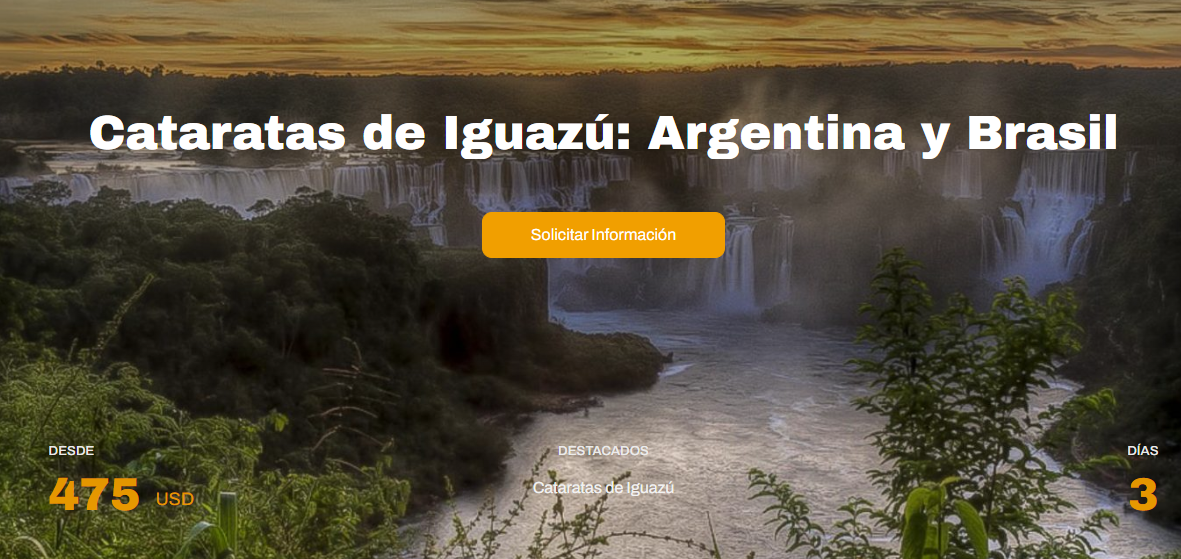 Cataratas de Iguazú: Argentina y Brasil
Solicitar Información
DESDE
475 USD
DESTACADOS
Cataratas de Iguazú
DÍAS
3